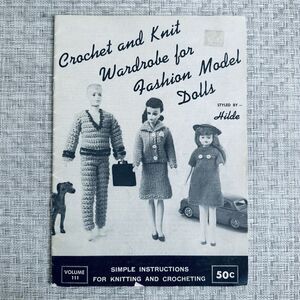 Crochet and Knit
Wardrobe for
Fashion Model
Dolls
STYLED BY -
Hilde
VOLUME
III
SIMPLE INSTRUCTIONS
FOR KNITTING AND CROCHETING
50c